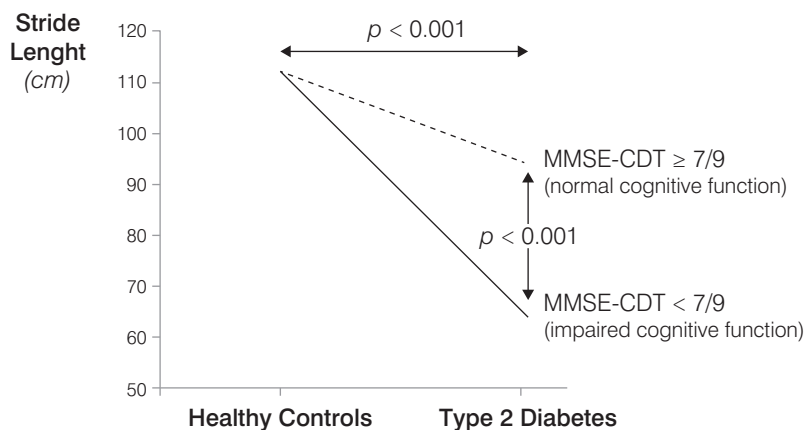 Stride
Lenght
(cm)
120
110
100
90
80
70
60
50
p < 0.001
MMSE-CDT ≥ 7/9
(normal cognitive function)
p < 0.001
MMSE-CDT < 7/9
(impaired cognitive function)
Healthy Controls
Type 2 Diabetes